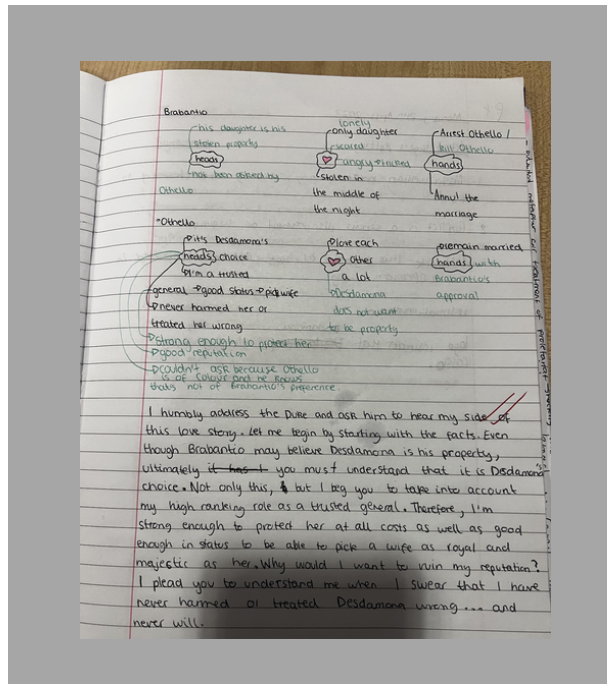 Brabantio
his daughter is his
stolen property
heads
not been asked by
Othello
lonely
only daughter
scared
angry
stolen in
the middle of
the night
Arrest Othello /
kill Othello
hands
Annul the
marriage
Othello
it's Desdamona's
heads choice
I'm a trusted
general → good status → pick wife
never harmed her or
treated her wrong
strong enough to protect her
good reputation
couldn't ask because Othello
is of colour and he knows
thats not of Brabantio's preference.
love each
other
a lot
Desdamona
does not want
to be property
remain married
hands with
Brabantio's
approval
I humbly address the Duke and ask him to hear my side of
this love story. Let me begin by starting with the facts. Even
though Brabantio may believe Desdamona is his property,
ultimately it has you must understand that it is Desdamona
choice. Not only this, but I beg you to take into account
my high ranking role as a trusted general. Therefore, I'm
strong enough to protect her at all costs as well as good
enough in status to be able to pick a wife as royal and
majestic as her. Why would I want to ruin my reputation?
I plead you to understand me when I swear that I have
never harmed or treated Desdamona wrong... and
never will.